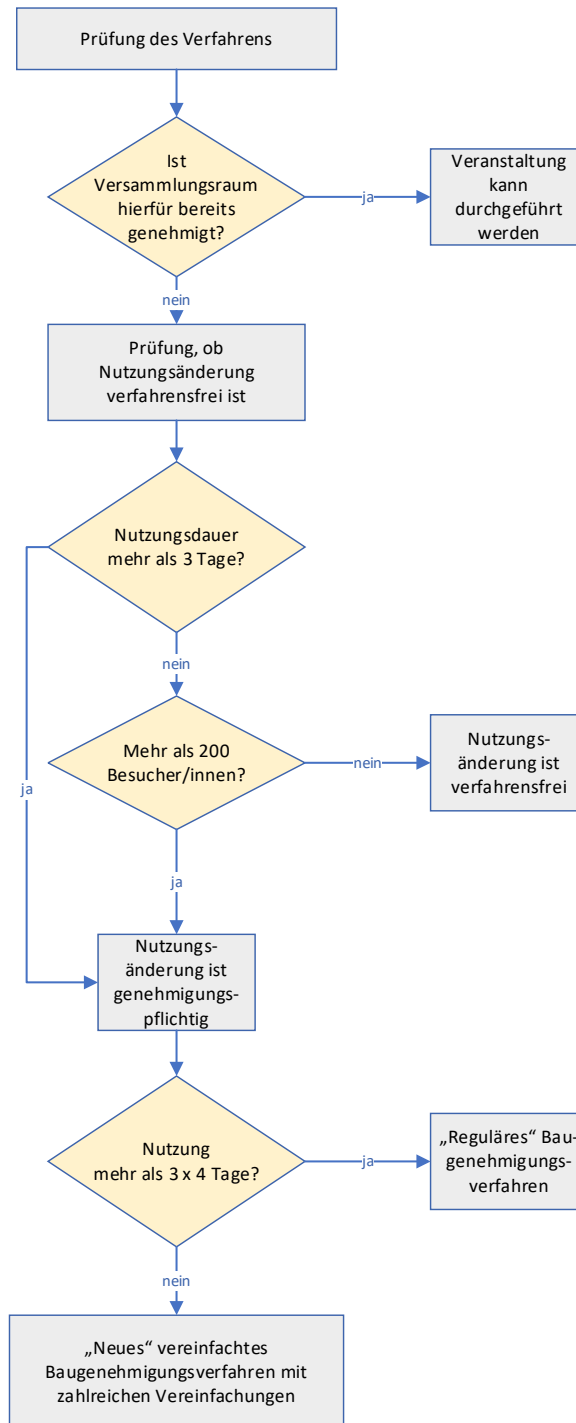 Prüfung des Verfahrens
Ist
Versammlungsraum
hierfür bereits
genehmigt?
ja
Veranstaltung
kann
durchgeführt
werden
nein
Prüfung, ob
Nutzungsänderung
verfahrensfrei ist
Nutzungsdauer
mehr als 3 Tage?
nein
Mehr als 200
Besucher/innen?
nein
Nutzungs-
änderung ist
verfahrensfrei
ja
ja
Nutzungs-
änderung ist
genehmigungs-
pflichtig
Nutzung
mehr als 3 x 4 Tage?
ja
„Reguläres“ Bau-
genehmigungs-
verfahren
nein
„Neues“ vereinfachtes
Baugenehmigungsverfahren mit
zahlreichen Vereinfachungen